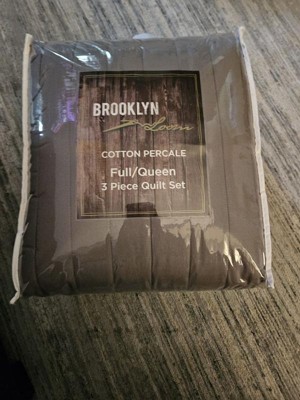 BROOKLYN
Loom
COTTON PERCALE
Full/Queen
3 Piece Quilt Set